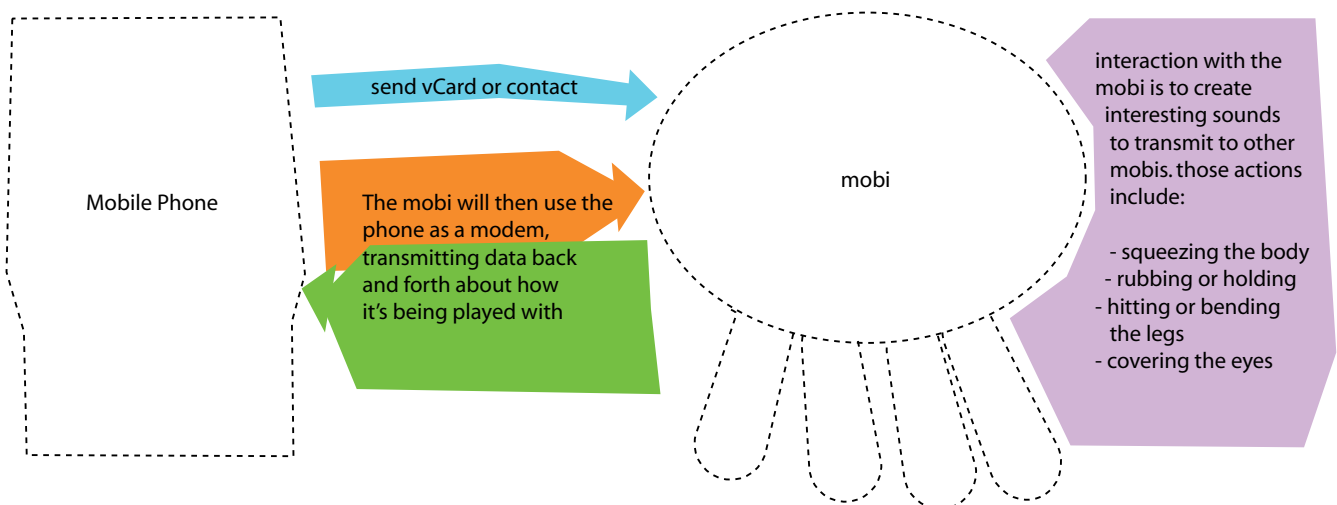 Mobile Phone
send vCard or contact
The mobi will then use the
phone as a modem,
transmitting data back
and forth about how
it's being played with
mobi
interaction with the
mobi is to create
interesting sounds
to transmit to other
mobis. those actions
include:
- squeezing the body
- rubbing or holding
- hitting or bending
the legs
- covering the eyes